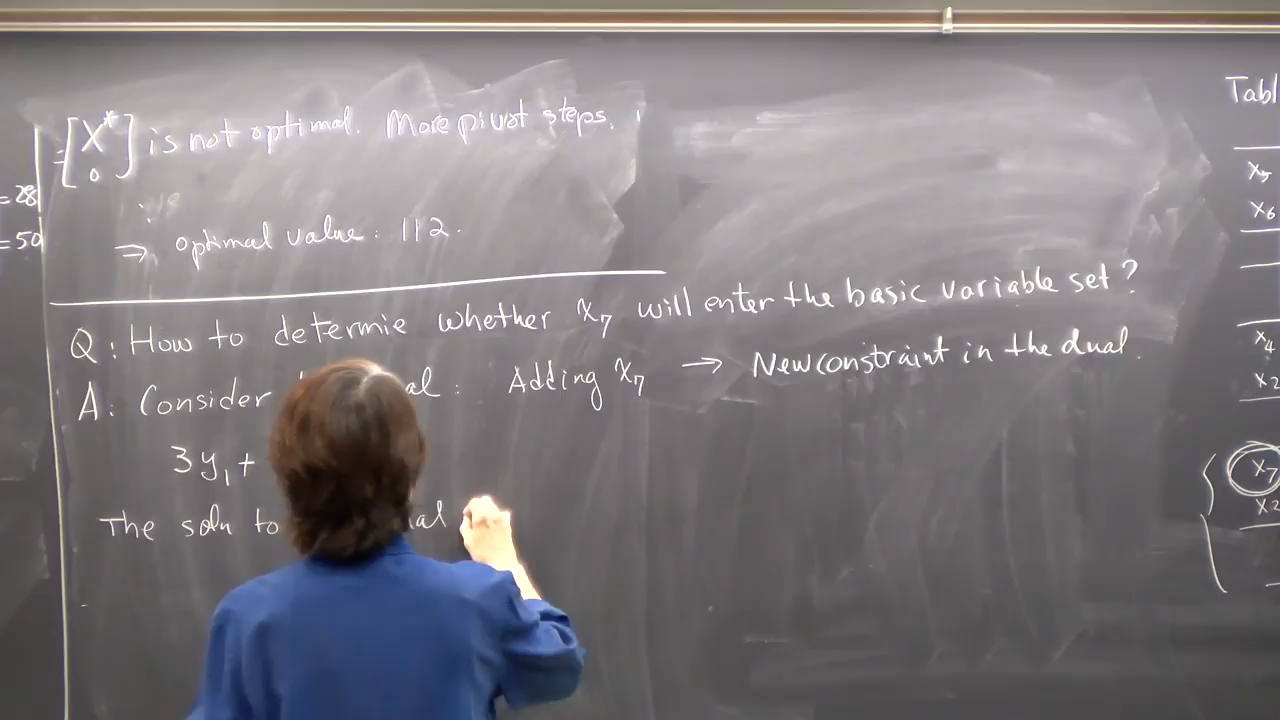 = [X* 0] is not optimal. More pivot steps.
=28
=50
→ optimal value: 112.
Q: How to determie whether x₇ will enter the basic variable set?
A: Consider al: Adding x₇ → New constraint in the dual.
3y₁+
The soln to al
Tabl
x₅
x₆
x₄
x₂
x₇
x₂